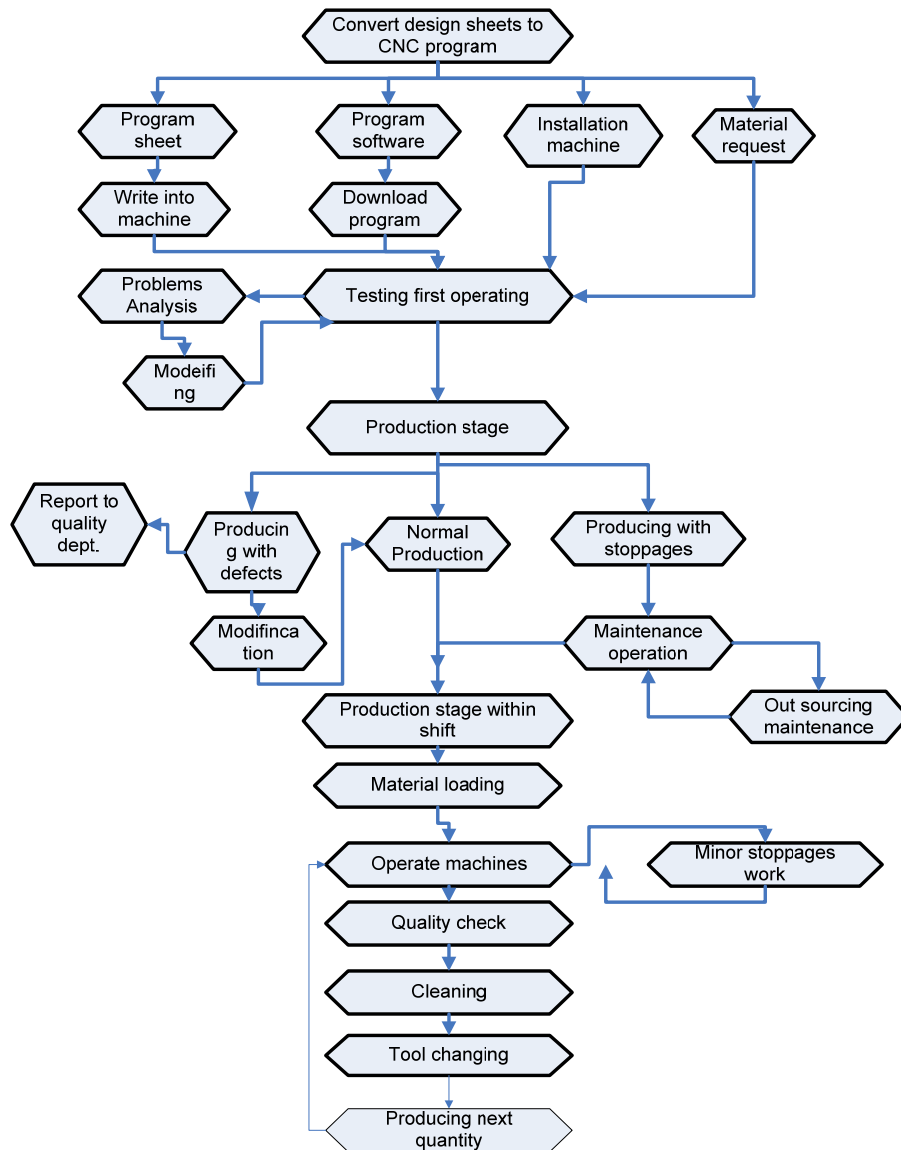 Convert design sheets to
CNC program
Program
sheet
Program
software
Installation
machine
Material
request
Write into
machine
Download
program
Problems
Analysis
Testing first operating
Modeifi
ng
Production stage
Report to
quality
dept.
Producin
g with
defects
Normal
Production
Producing with
stoppages
Modifinca
tion
Maintenance
operation
Out sourcing
maintenance
Production stage within
shift
Material loading
Operate machines
Minor stoppages
work
Quality check
Cleaning
Tool changing
Producing next
quantity